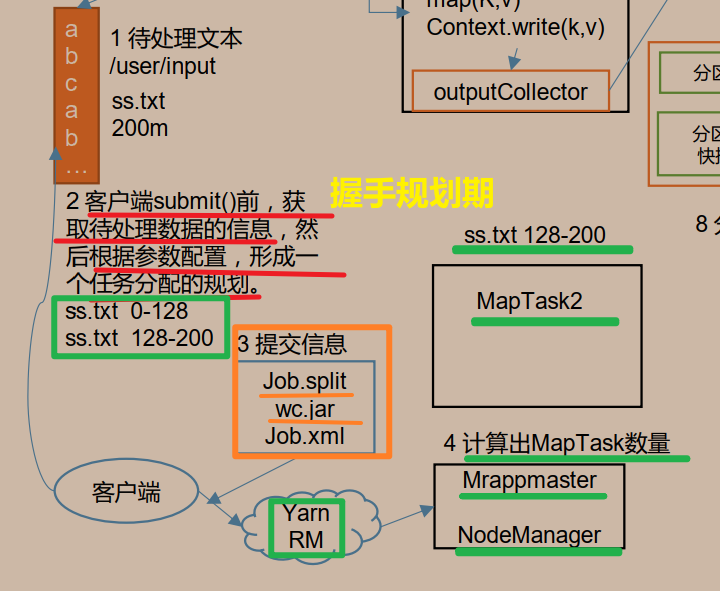 a
b
c
a
b
...
1 待处理文本
/user/input
ss.txt
200m
map(K,v)
Context.write(k,v)
outputCollector
分区
分区
快排
握手规划期
2 客户端submit()前，获
取待处理数据的信息，然
后根据参数配置，形成一
个任务分配的规划。
ss.txt 0-128
ss.txt 128-200
3 提交信息
Job.split
wc.jar
Job.xml
ss.txt 128-200
MapTask2
8 分
4 计算出MapTask数量
Mrappmaster
NodeManager
客户端
Yarn
RM